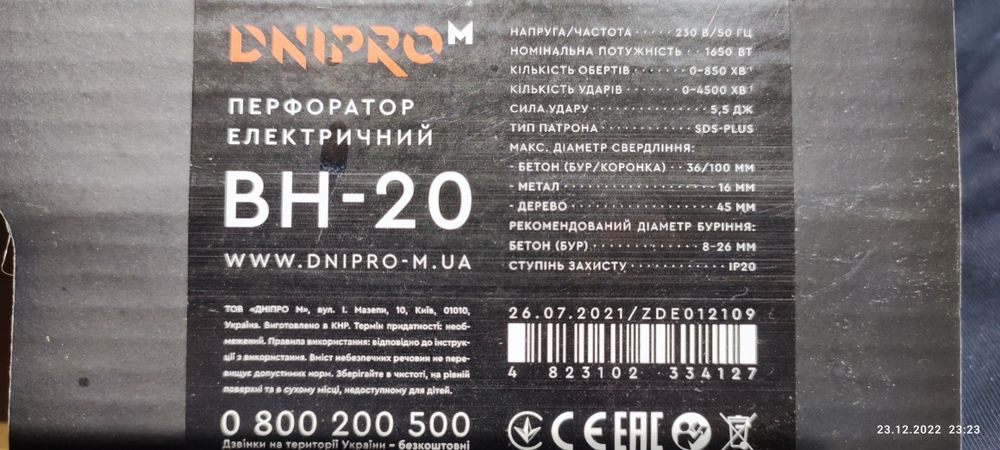 DNIPRO M
ПЕРФОРАТОР
ЕЛЕКТРИЧНИЙ
BH-20
WWW.DNIPRO-M.UA
НАПРУГА/ЧАСТОТА 230 В/50 ГЦ
НОМІНАЛЬНА ПОТУЖНІСТЬ 1650 ВТ
КІЛЬКІСТЬ ОБЕРТІВ 0-850 ХВ⁻¹
КІЛЬКІСТЬ УДАРІВ 0-4500 ХВ⁻¹
СИЛА УДАРУ 5,5 ДЖ
ТИП ПАТРОНА SDS-PLUS
МАКС. ДІАМЕТР СВЕРДЛІННЯ:
- БЕТОН (БУР/КОРОНКА) 36/100 ММ
- МЕТАЛ 16 ММ
- ДЕРЕВО 45 ММ
РЕКОМЕНДОВАНИЙ ДІАМЕТР БУРІННЯ:
БЕТОН (БУР) 8-26 ММ
СТУПІНЬ ЗАХИСТУ IP20
ТОВ «ДНІПРО М», вул. І. Мазепи, 10, Київ, 01010,
Україна. Виготовлено в КНР. Термін придатності: необ-
межений. Правила використання: відповідно до інструк-
ції з використання. Вміст небезпечних речовин не пере-
вищує допустимих норм. Зберігати в чистоті, на рівній
поверхні та в сухому місці, недоступному для дітей.
0 800 200 500
Дзвінки на території України – безкоштовні
26.07.2021/ZDE012109
4 823102 334127
CE EAC
23.12.2022 23:23